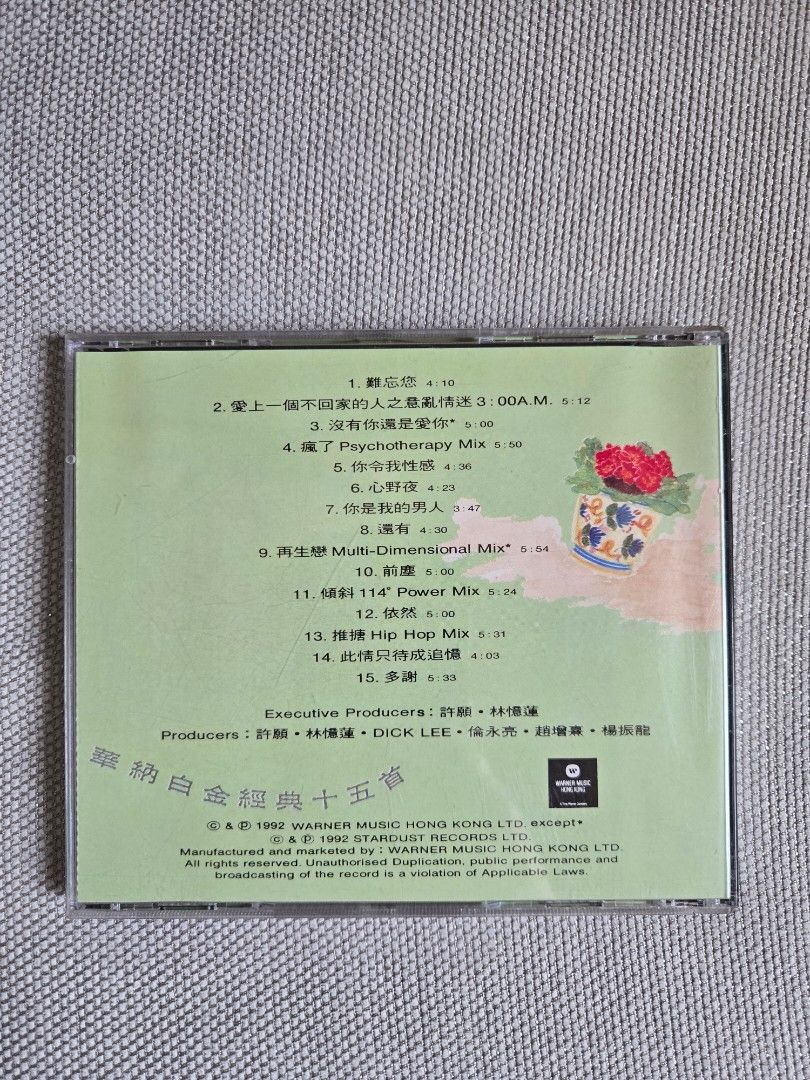 1. 難忘您 4:10
2. 愛上一個不回家的人之意亂情迷 3:00A.M. 5:12
3. 沒有你還是愛你* 5:00
4. 瘋了 Psychotherapy Mix 5:50
5. 你令我性感 4:36
6. 心野夜 4:23
7. 你是我的男人 3:47
8. 還有 4:30
9. 再生戀 Multi-Dimensional Mix* 5:54
10. 前塵 5:00
11. 傾斜 114° Power Mix 5:24
12. 依然 5:00
13. 推搪 Hip Hop Mix 5:31
14. 此情只待成追憶 4:03
15. 多謝 5:33
Executive Producers: 許願・林憶蓮
Producers: 許願・林憶蓮・DICK LEE・倫永亮・趙增熹・楊振龍
華納白金經典十五首
WARNER MUSIC
HONG KONG
© & ℗ 1992 WARNER MUSIC HONG KONG LTD. except*
© & ℗ 1992 STARDUST RECORDS LTD.
Manufactured and marketed by: WARNER MUSIC HONG KONG LTD.
All rights reserved. Unauthorised Duplication, public performance and
broadcasting of the record is a violation of Applicable Laws.